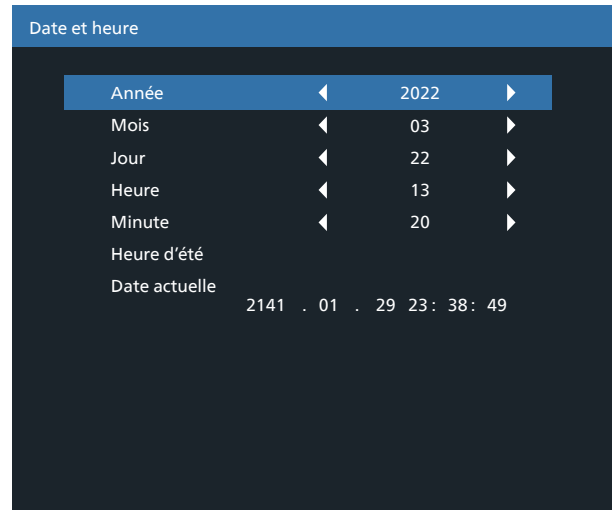 Date et heure
Année 2022
Mois 03
Jour 22
Heure 13
Minute 20
Heure d’été
Date actuelle
2141 . 01 . 29 23: 38: 49